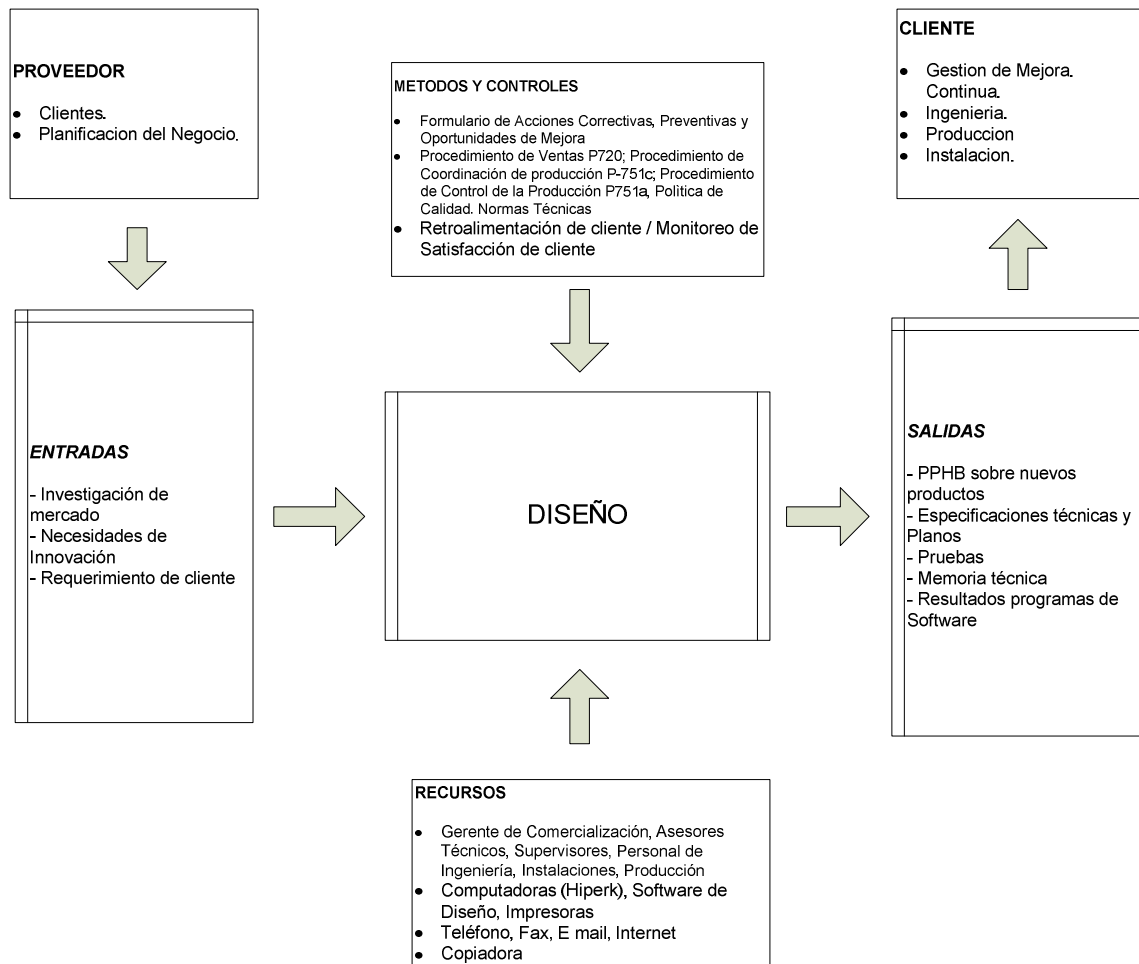 PROVEEDOR
● Clientes.
● Planificacion del Negocio.
METODOS Y CONTROLES
● Formulario de Acciones Correctivas, Preventivas y
Oportunidades de Mejora
● Procedimiento de Ventas P720; Procedimiento de
Coordinación de producción P-751c; Procedimiento
de Control de la Producción P751a, Política de
Calidad. Normas Técnicas
● Retroalimentación de cliente / Monitoreo de
Satisfacción de cliente
CLIENTE
● Gestion de Mejora.
Continua.
● Ingenieria.
● Produccion
● Instalacion.
ENTRADAS
- Investigación de
mercado
- Necesidades de
Innovación
- Requerimiento de cliente
DISEÑO
SALIDAS
- PPHB sobre nuevos
productos
- Especificaciones técnicas y
Planos
- Pruebas
- Memoria técnica
- Resultados programas de
Software
RECURSOS
● Gerente de Comercialización, Asesores
Técnicos, Supervisores, Personal de
Ingeniería, Instalaciones, Producción
● Computadoras (Hiperk), Software de
Diseño, Impresoras
● Teléfono, Fax, E mail, Internet
● Copiadora